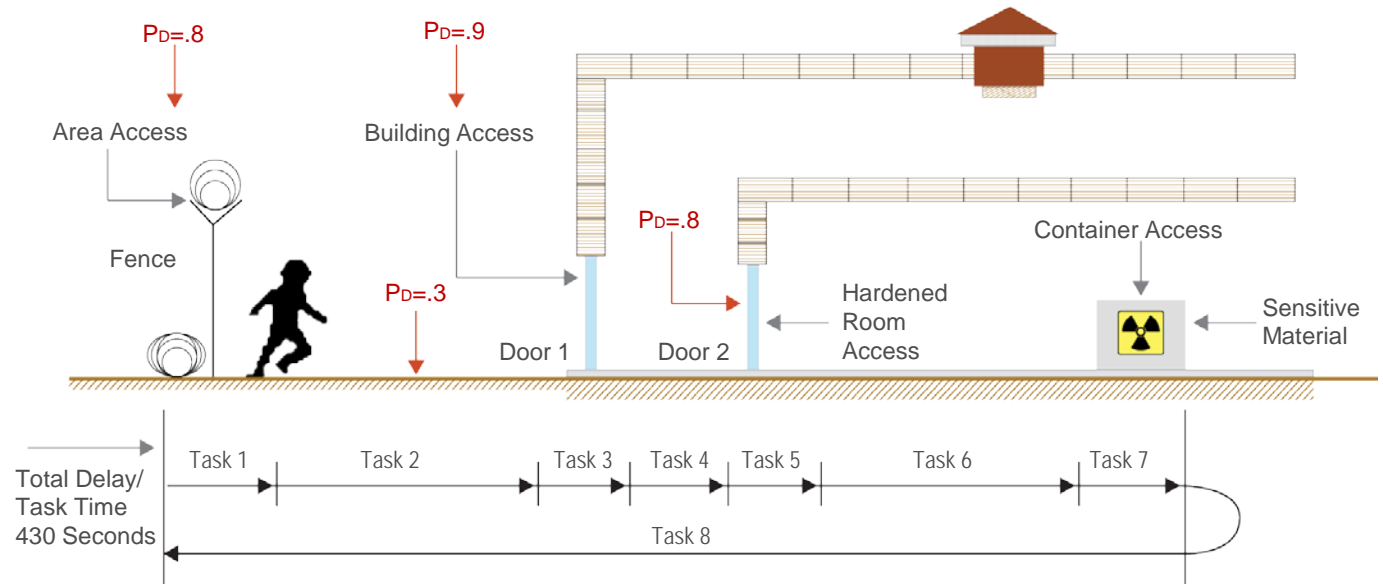 PD=.8
PD=.9
Area Access
Building Access
PD=.8
Container Access
Fence
PD=.3
Hardened
Room
Access
Sensitive
Material
Door 1
Door 2
Total Delay/
Task Time
430 Seconds
Task 1
Task 2
Task 3
Task 4
Task 5
Task 6
Task 7
Task 8